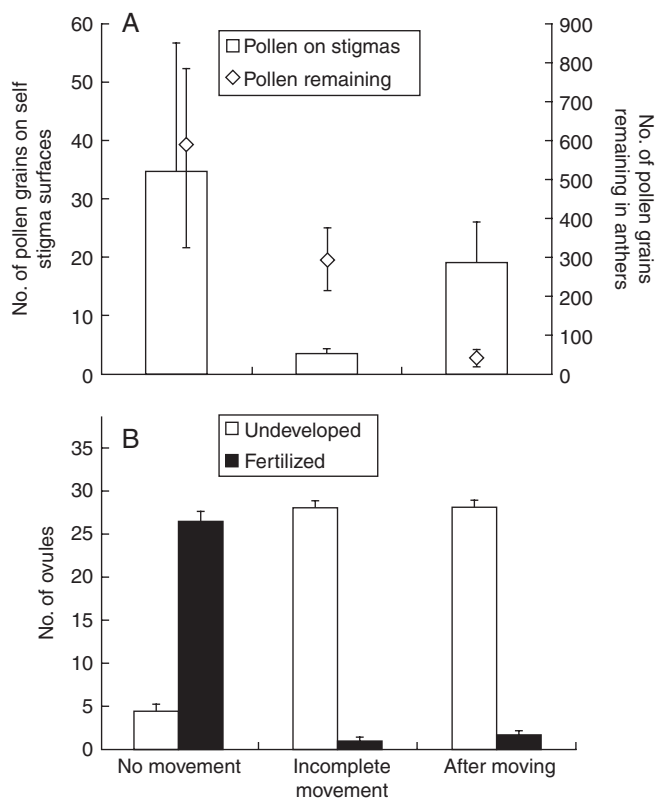 A
Pollen on stigmas
Pollen remaining
No. of pollen grains on self
stigma surfaces
60
50
40
30
20
10
0
900
800
700
600
500
400
300
200
100
0
No. of pollen grains
remaining in anthers
B
Undeveloped
Fertilized
No. of ovules
35
30
25
20
15
10
5
0
No movement
Incomplete
movement
After moving